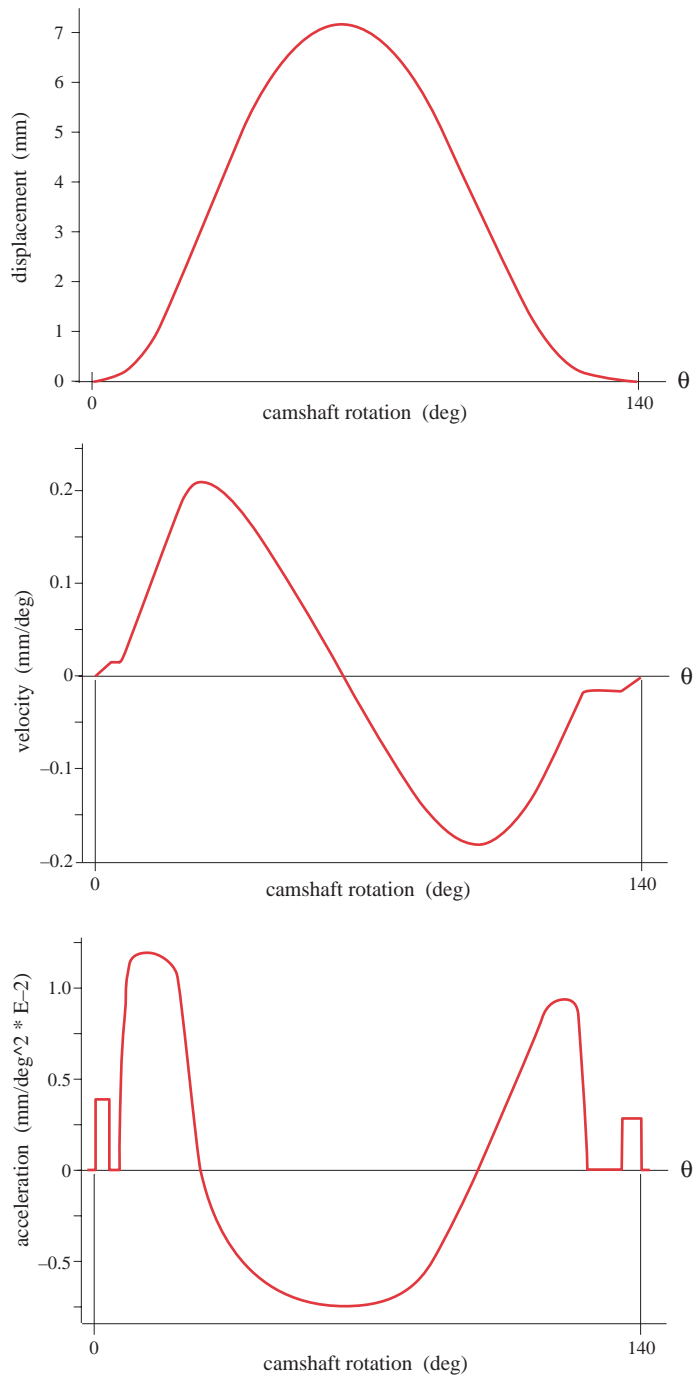 7
6
5
4
3
2
1
0
displacement (mm)
θ
0
140
camshaft rotation (deg)
0.2
0.1
0
–0.1
–0.2
velocity (mm/deg)
θ
0
140
camshaft rotation (deg)
1.0
0.5
0
–0.5
acceleration (mm/deg^2 * E–2)
θ
0
140
camshaft rotation (deg)